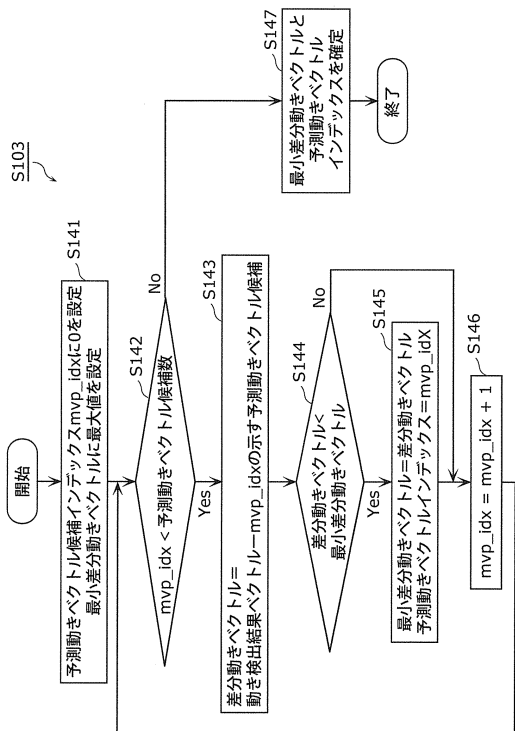 S103
開始
S141
予測動きベクトル候補インデックスmvp_idxに0を設定
最小差分動きベクトルに最大値を設定
S142
mvp_idx < 予測動きベクトル候補数
No
Yes
S143
差分動きベクトル=
動き検出結果ベクトルーmvp_idxの示す予測動きベクトル候補
S144
差分動きベクトル<
最小差分動きベクトル
No
Yes
S145
最小差分動きベクトル=差分動きベクトル
予測動きベクトルインデックス=mvp_idx
S146
mvp_idx = mvp_idx + 1
S147
最小差分動きベクトルと
予測動きベクトル
インデックスを確定
終了